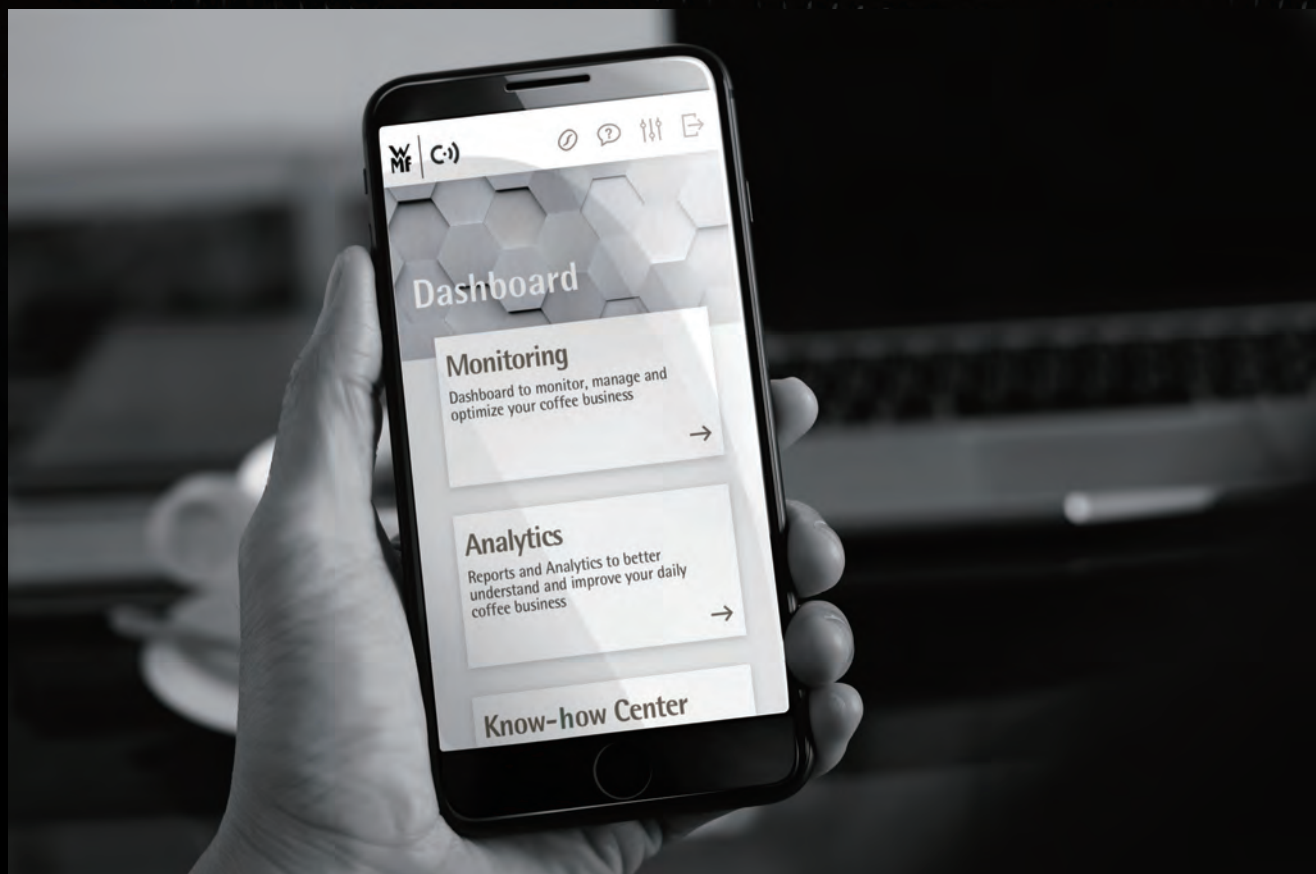 WMF
Dashboard
Monitoring
Dashboard to monitor, manage and
optimize your coffee business
Analytics
Reports and Analytics to better
understand and improve your daily
coffee business
Know-how Center